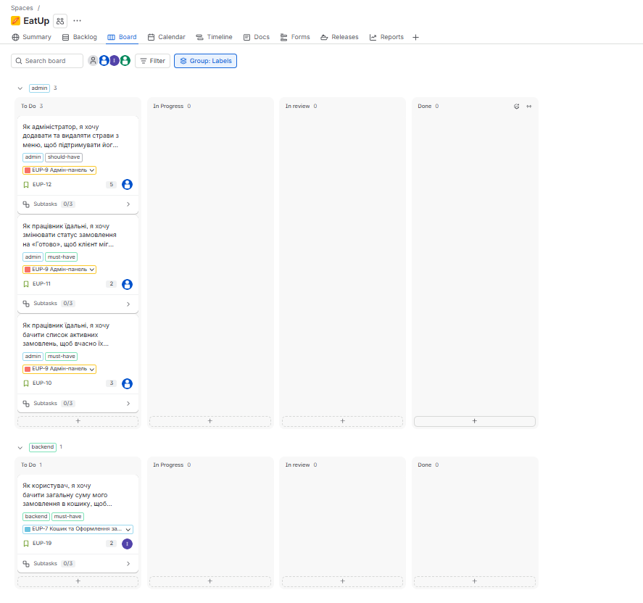 Spaces /
EatUp
Summary Backlog Board Calendar Timeline Docs Forms Releases Reports
Search board
Filter
Group: Labels
admin 3
To Do 3
In Progress 0
In review 0
Done 0
Як адміністратор, я хочу
додавати та видаляти страви з
меню, щоб підтримувати йог...
admin should-have
EUP-9 Адмін-панель
EUP-12 5
Subtasks 0/3
Як працівник їдальні, я хочу
змінювати статус замовлення
на «Готово», щоб клієнт міг...
admin must-have
EUP-9 Адмін-панель
EUP-11 2
Subtasks 0/3
Як працівник їдальні, я хочу
бачити список активних
замовлень, щоб вчасно їх...
admin must-have
EUP-9 Адмін-панель
EUP-10 3
Subtasks 0/3
backend 1
To Do 1
In Progress 0
In review 0
Done 0
Як користувач, я хочу
бачити загальну суму мого
замовлення в кошику, щоб...
backend must-have
EUP-7 Кошик та Оформлення за...
EUP-19 2
Subtasks 0/3